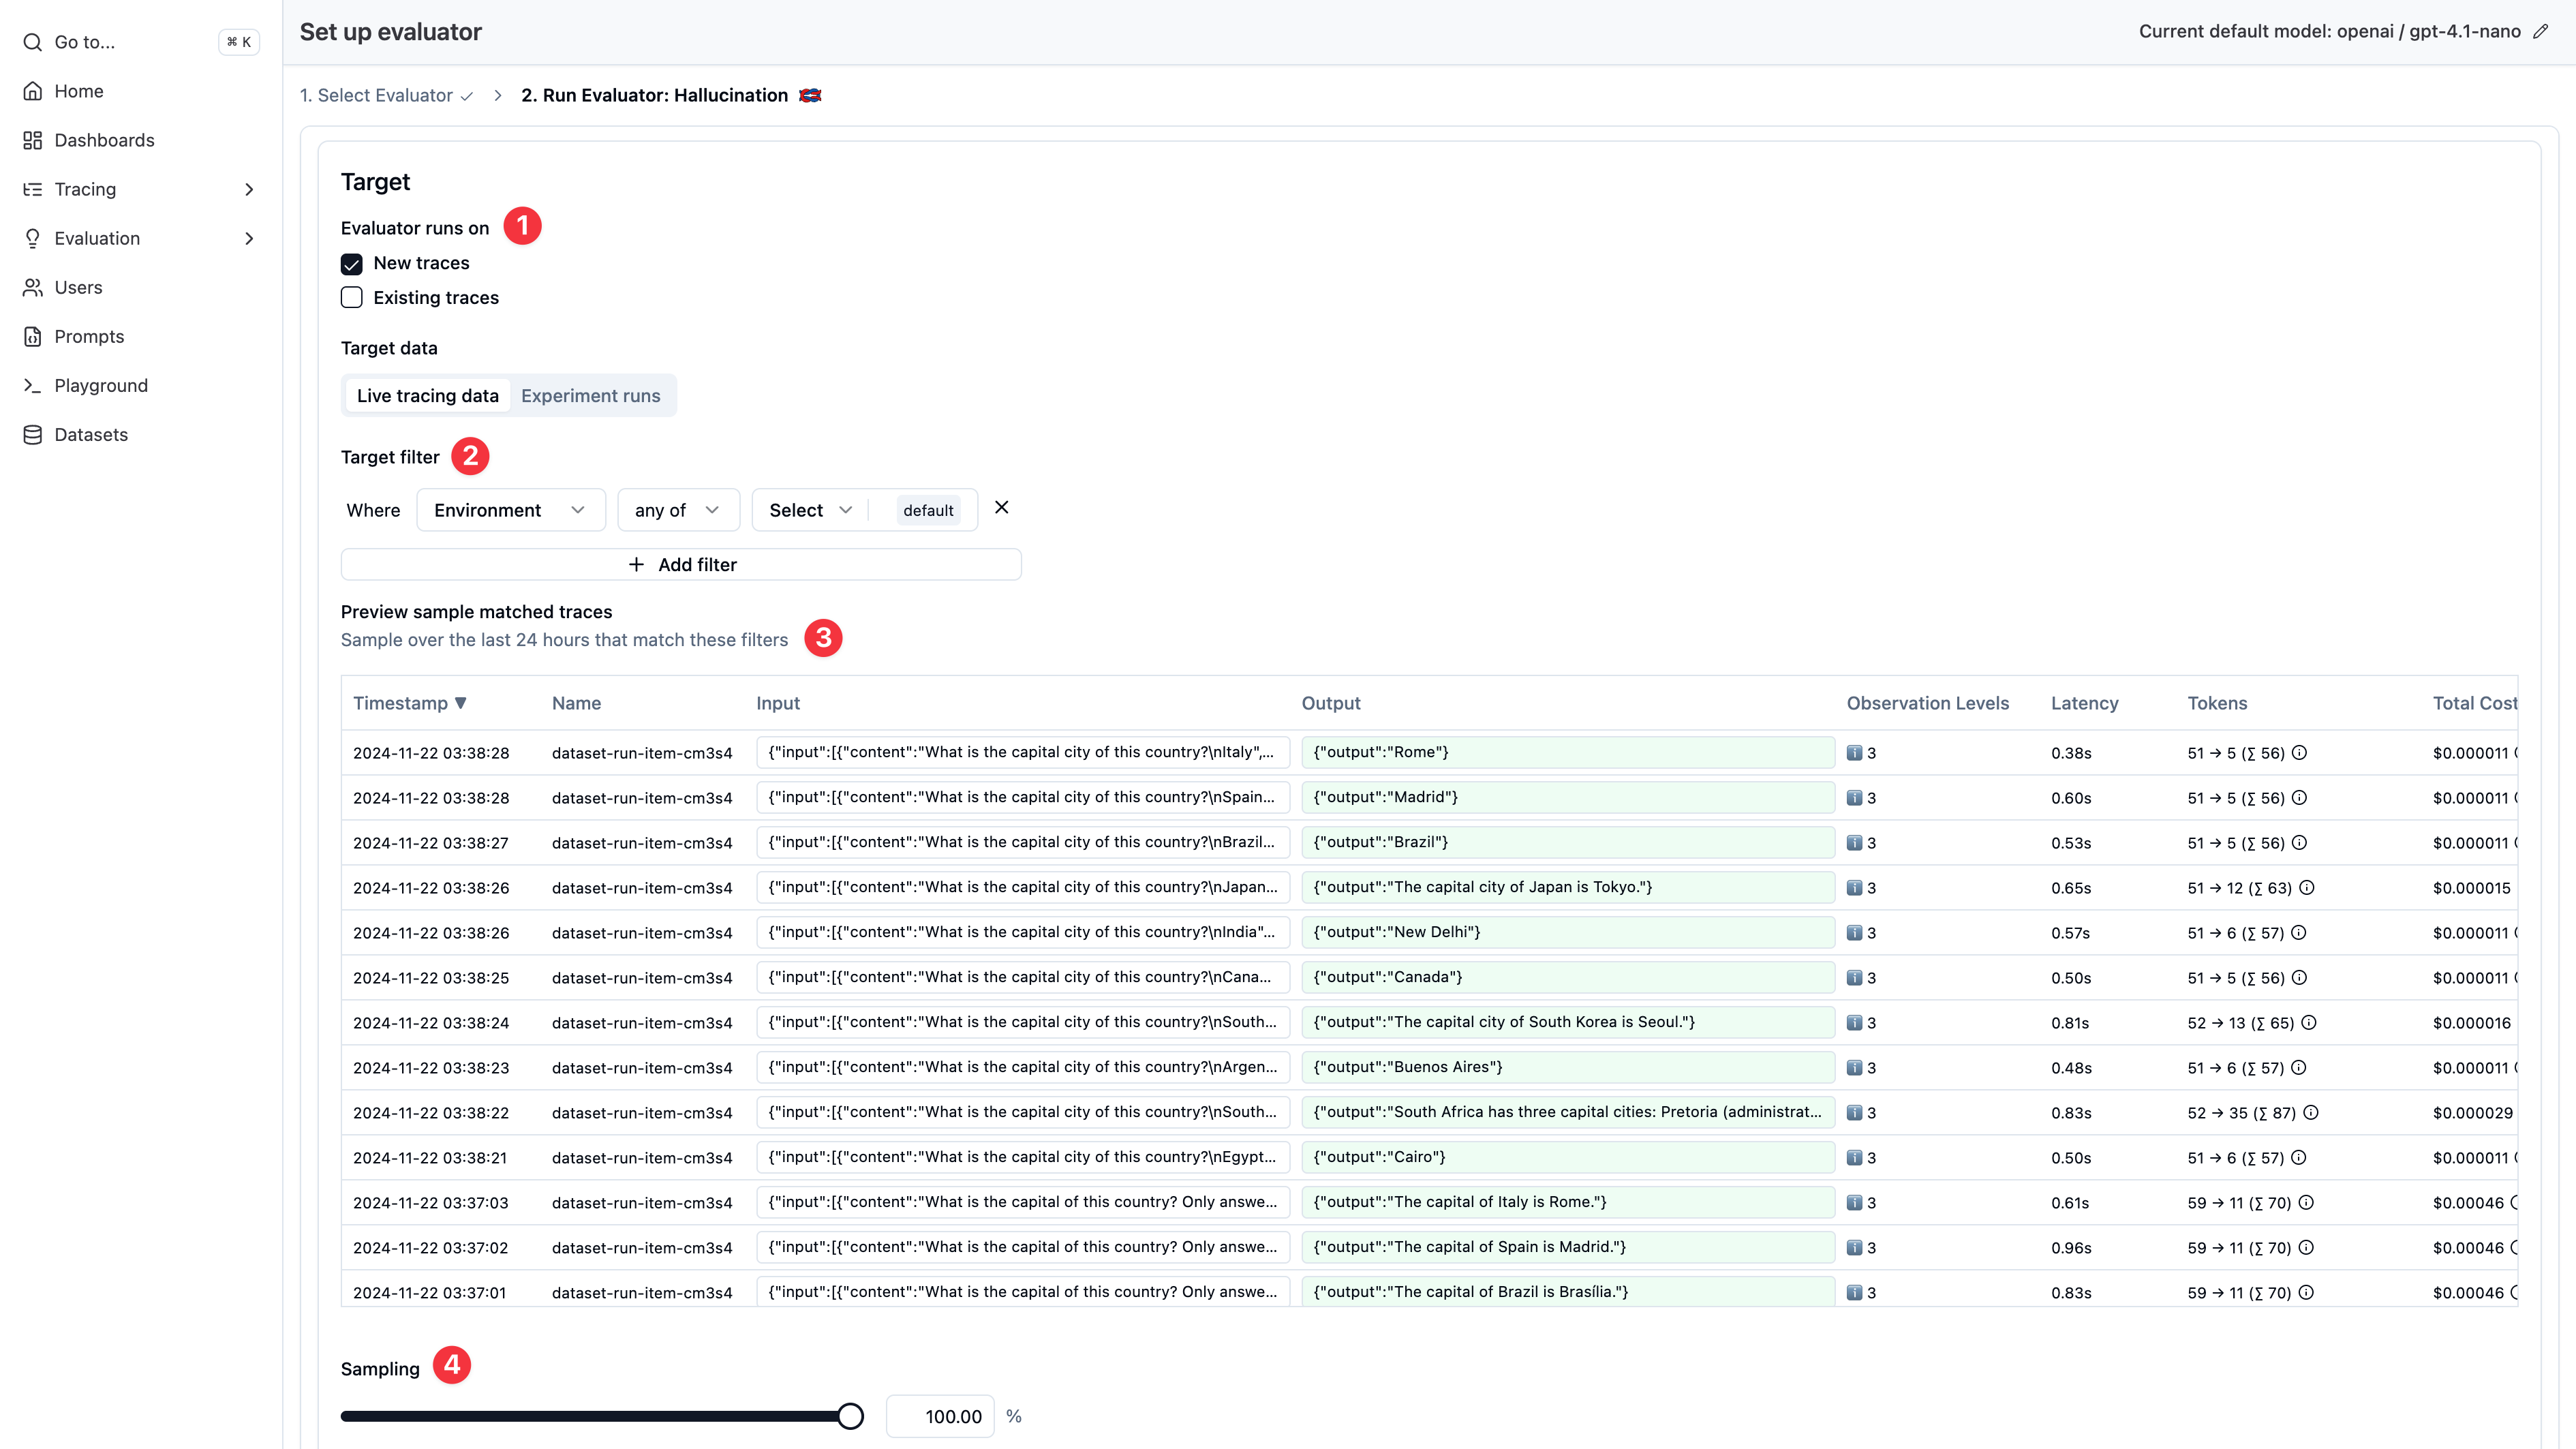 Go to...
⌘ K
Home
Dashboards
Tracing
Evaluation
Users
Prompts
Playground
Datasets
Set up evaluator
Current default model: openai / gpt-4.1-nano
1. Select Evaluator ✓ > 2. Run Evaluator: Hallucination
Target
Evaluator runs on 1
New traces
Existing traces
Target data
Live tracing data Experiment runs
Target filter 2
Where Environment any of Select default
+ Add filter
Preview sample matched traces
Sample over the last 24 hours that match these filters 3
Timestamp ▼ Name Input Output Observation Levels Latency Tokens Total Cost
2024-11-22 03:38:28 dataset-run-item-cm3s4 {"input":[{"content":"What is the capital city of this country?\nItaly",... {"output":"Rome"} 3 0.38s 51 → 5 (∑ 56) $0.000011
2024-11-22 03:38:28 dataset-run-item-cm3s4 {"input":[{"content":"What is the capital city of this country?\nSpain... {"output":"Madrid"} 3 0.60s 51 → 5 (∑ 56) $0.000011
2024-11-22 03:38:27 dataset-run-item-cm3s4 {"input":[{"content":"What is the capital city of this country?\nBrazil... {"output":"Brazil"} 3 0.53s 51 → 5 (∑ 56) $0.000011
2024-11-22 03:38:26 dataset-run-item-cm3s4 {"input":[{"content":"What is the capital city of this country?\nJapan... {"output":"The capital city of Japan is Tokyo."} 3 0.65s 51 → 12 (∑ 63) $0.000015
2024-11-22 03:38:26 dataset-run-item-cm3s4 {"input":[{"content":"What is the capital city of this country?\nIndia"... {"output":"New Delhi"} 3 0.57s 51 → 6 (∑ 57) $0.000011
2024-11-22 03:38:25 dataset-run-item-cm3s4 {"input":[{"content":"What is the capital city of this country?\nCana... {"output":"Canada"} 3 0.50s 51 → 5 (∑ 56) $0.000011
2024-11-22 03:38:24 dataset-run-item-cm3s4 {"input":[{"content":"What is the capital city of this country?\nSouth... {"output":"The capital city of South Korea is Seoul."} 3 0.81s 52 → 13 (∑ 65) $0.000016
2024-11-22 03:38:23 dataset-run-item-cm3s4 {"input":[{"content":"What is the capital city of this country?\nArgen... {"output":"Buenos Aires"} 3 0.48s 51 → 6 (∑ 57) $0.000011
2024-11-22 03:38:22 dataset-run-item-cm3s4 {"input":[{"content":"What is the capital city of this country?\nSouth... {"output":"South Africa has three capital cities: Pretoria (administrat... 3 0.83s 52 → 35 (∑ 87) $0.000029
2024-11-22 03:38:21 dataset-run-item-cm3s4 {"input":[{"content":"What is the capital city of this country?\nEgypt... {"output":"Cairo"} 3 0.50s 51 → 6 (∑ 57) $0.000011
2024-11-22 03:37:03 dataset-run-item-cm3s4 {"input":[{"content":"What is the capital of this country? Only answe... {"output":"The capital of Italy is Rome."} 3 0.61s 59 → 11 (∑ 70) $0.00046
2024-11-22 03:37:02 dataset-run-item-cm3s4 {"input":[{"content":"What is the capital of this country? Only answe... {"output":"The capital of Spain is Madrid."} 3 0.96s 59 → 11 (∑ 70) $0.00046
2024-11-22 03:37:01 dataset-run-item-cm3s4 {"input":[{"content":"What is the capital of this country? Only answe... {"output":"The capital of Brazil is Brasília."} 3 0.83s 59 → 11 (∑ 70) $0.00046
Sampling 4
100.00 %